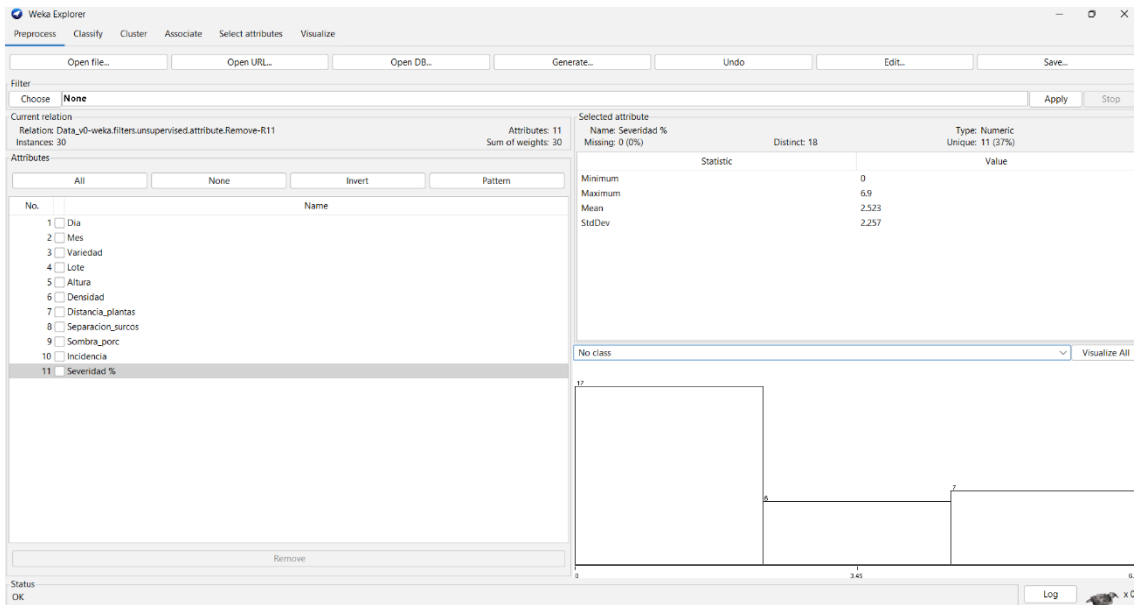 Weka Explorer
Preprocess Classify Cluster Associate Select attributes Visualize
Open file... Open URL... Open DB... Generate... Undo Edit... Save...
Filter
Choose None Apply Stop
Current relation
Relation: Data_v0-weka.filters.unsupervised.attribute.Remove-R11 Attributes: 11
Instances: 30 Sum of weights: 30
Attributes
All None Invert Pattern
No. Name
1 Dia
2 Mes
3 Variedad
4 Lote
5 Altura
6 Densidad
7 Distancia_plantas
8 Separacion_surcos
9 Sombra_porc
10 Incidencia
11 Severidad %
Remove
Selected attribute
Name: Severidad % Type: Numeric
Missing: 0 (0%) Distinct: 18 Unique: 11 (37%)
Statistic Value
Minimum 0
Maximum 6.9
Mean 2.523
StdDev 2.257
No class Visualize All
17
6
7
0 3.45 6.
Status
OK
Log x 0